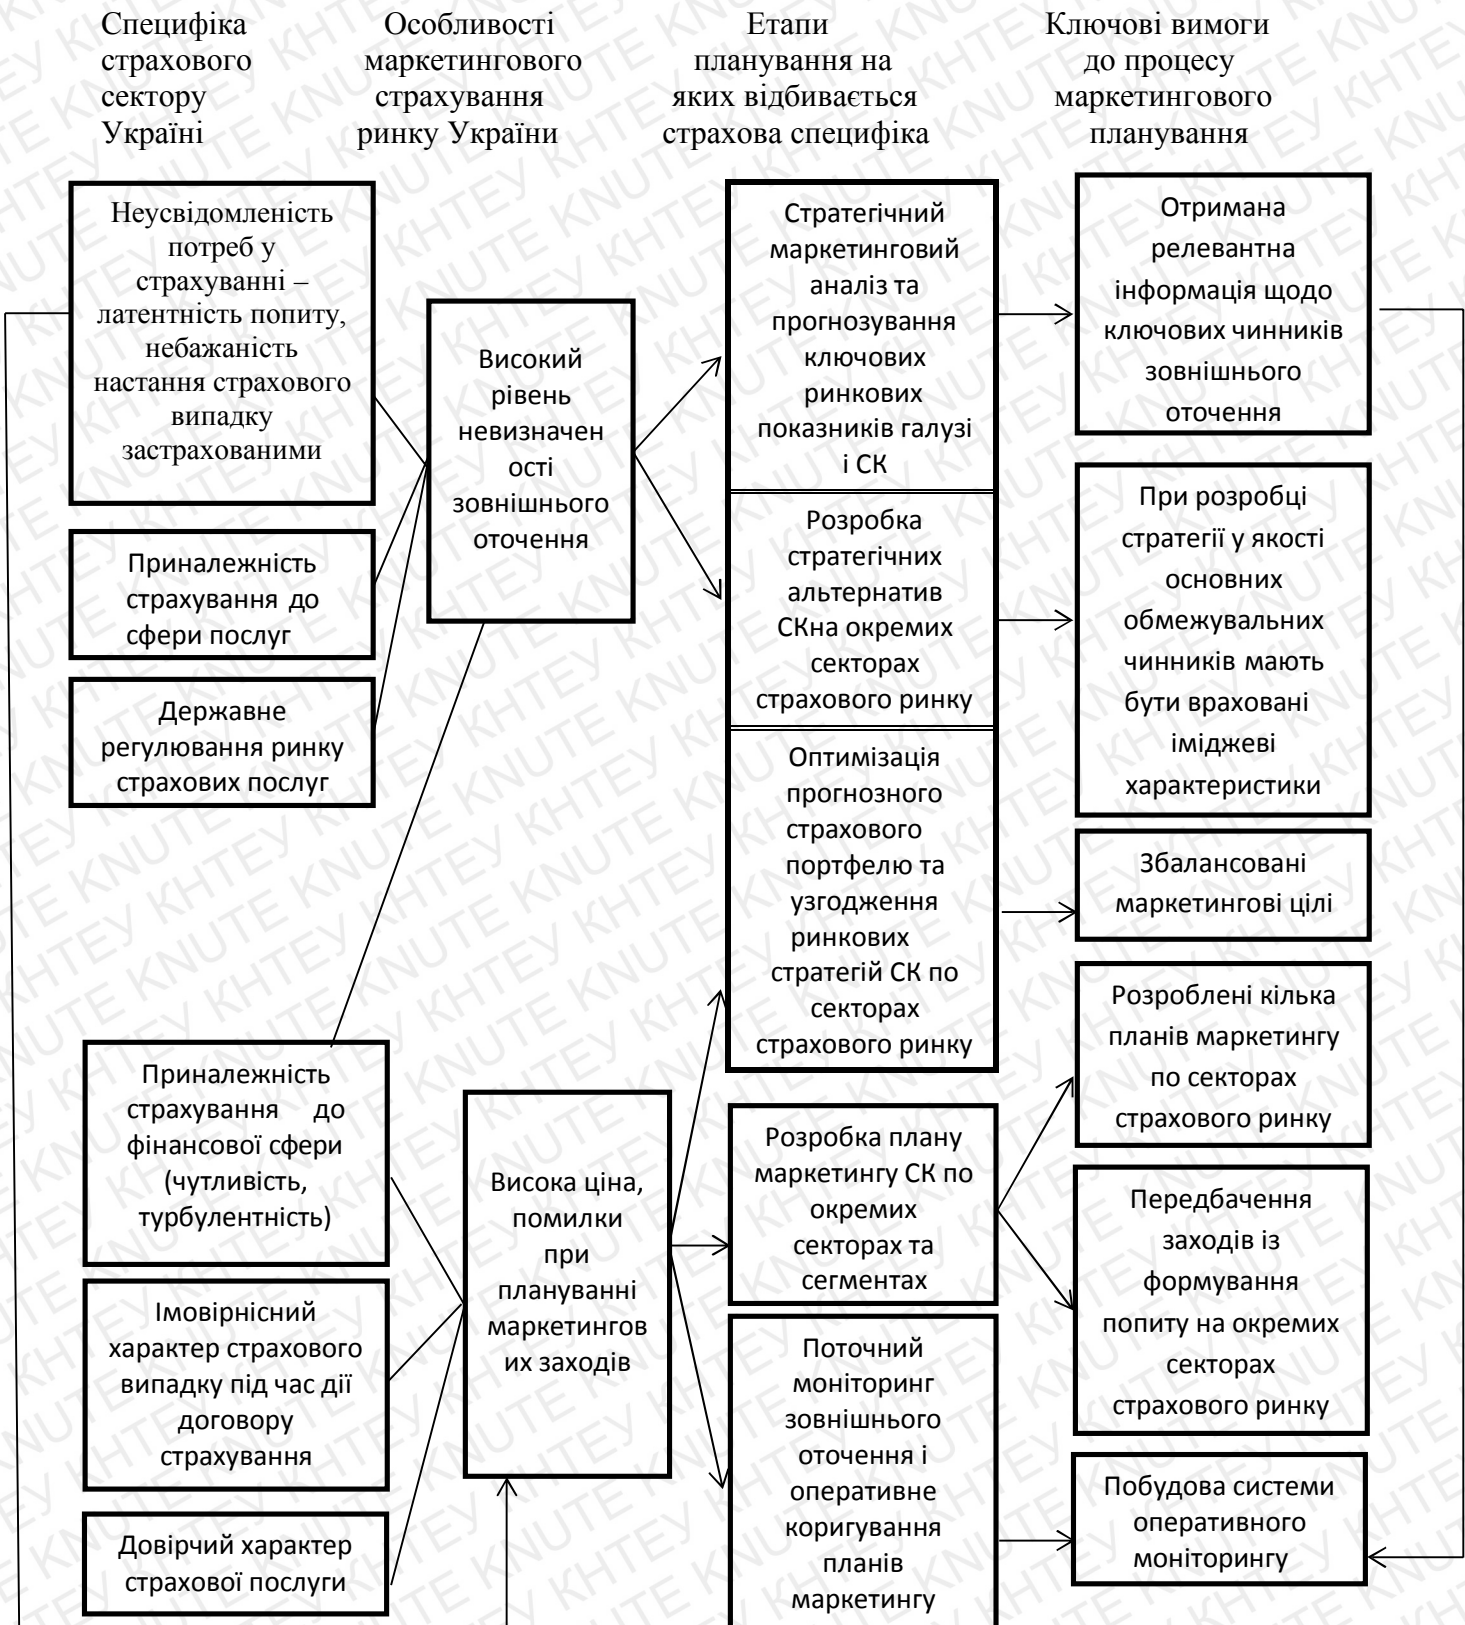 Специфіка
страхового
сектору
Україні
Особливості
маркетингового
страхування
ринку України
Етапи
планування на
яких відбивається
страхова специфіка
Ключові вимоги
до процесу
маркетингового
планування
Неусвідомленість
потреб у
страхуванні –
латентність попиту,
небажаність
настання страхового
випадку
застрахованими
Приналежність
страхування до
сфери послуг
Державне
регулювання ринку
страхових послуг
Приналежність
страхування до
фінансової сфери
(чутливість,
турбулентність)
Імовірнісний
характер страхового
випадку під час дії
договору
страхування
Довірчий характер
страхової послуги
Високий
рівень
невизначен
ості
зовнішнього
оточення
Висока ціна,
помилки
при
плануванні
маркетингов
их заходів
Стратегічний
маркетинговий
аналіз та
прогнозування
ключових
ринкових
показників галузі
і СК
Розробка
стратегічних
альтернатив
СКна окремих
секторах
страхового ринку
Оптимізація
прогнозного
страхового
портфелю та
узгодження
ринкових
стратегій СК по
секторах
страхового ринку
Розробка плану
маркетингу СК по
окремих
секторах та
сегментах
Поточний
моніторинг
зовнішнього
оточення і
оперативне
коригування
планів
маркетингу
Отримана
релевантна
інформація щодо
ключових чинників
зовнішнього
оточення
При розробці
стратегії у якості
основних
обмежувальних
чинників мають
бути враховані
іміджеві
характеристики
Збалансовані
маркетингові цілі
Розроблені кілька
планів маркетингу
по секторах
страхового ринку
Передбачення
заходів із
формування
попиту на окремих
секторах
страхового ринку
Побудова системи
оперативного
моніторингу